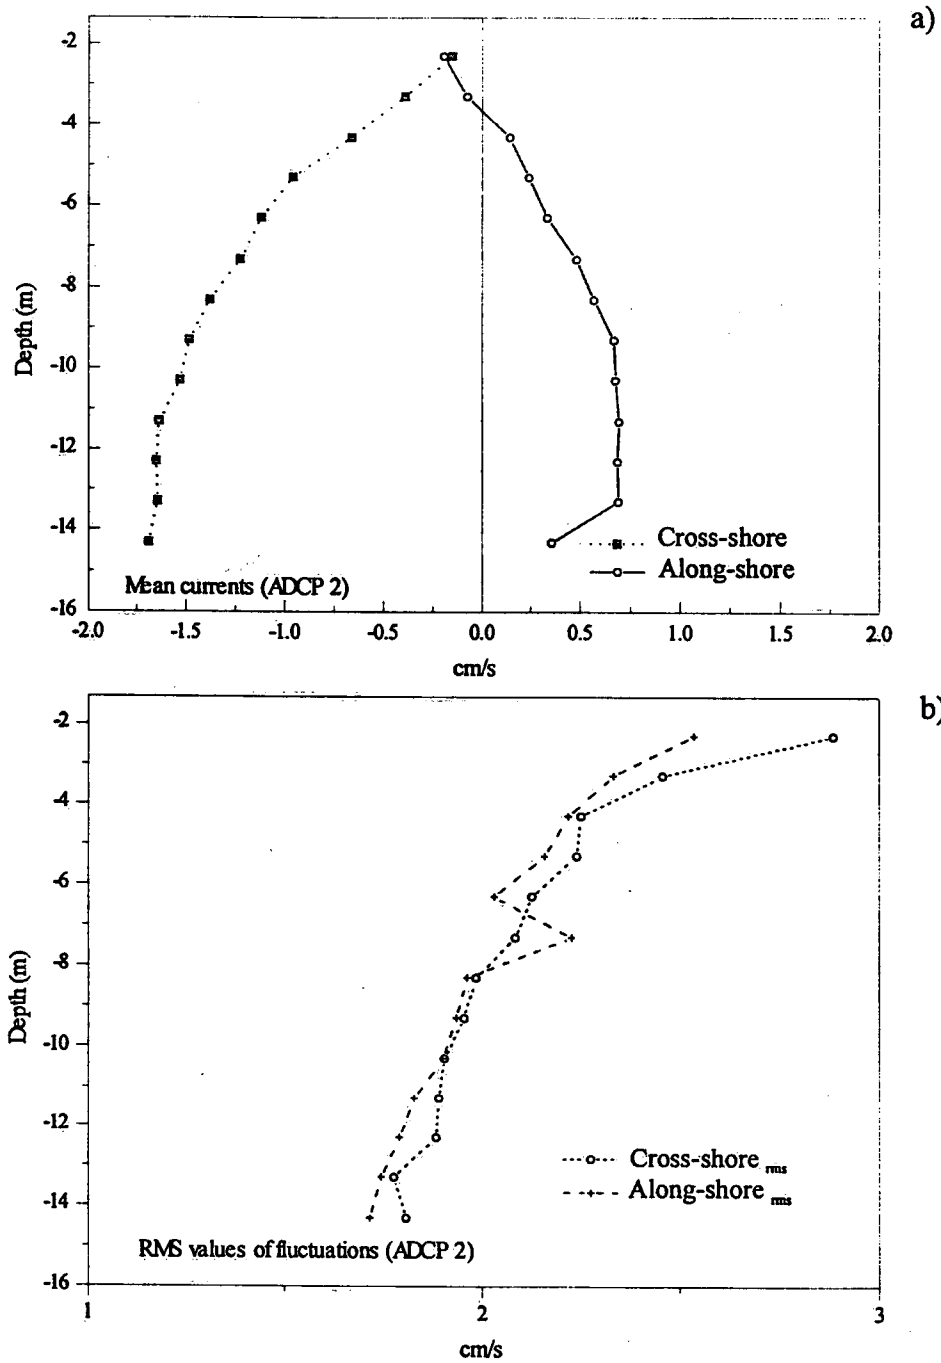 a)
-2
-4
-6
-8
-10
-12
-14
-16
Depth (m)
Cross-shore
Along-shore
Mean currents (ADCP 2)
-2.0 -1.5 -1.0 -0.5 0.0 0.5 1.0 1.5 2.0
cm/s
b)
-2
-4
-6
-8
-10
-12
-14
-16
Depth (m)
Cross-shore rms
Along-shore rms
RMS values of fluctuations (ADCP 2)
1 2 3
cm/s